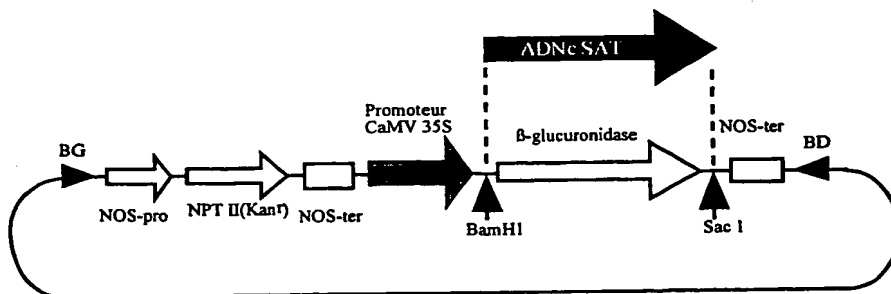 ADNc SAT
Promoteur
CaMV 35S
ß-glucuronidase
NOS-ter
BG
BD
NOS-pro
NPT II(Kanr)
NOS-ter
BamH1
Sac 1